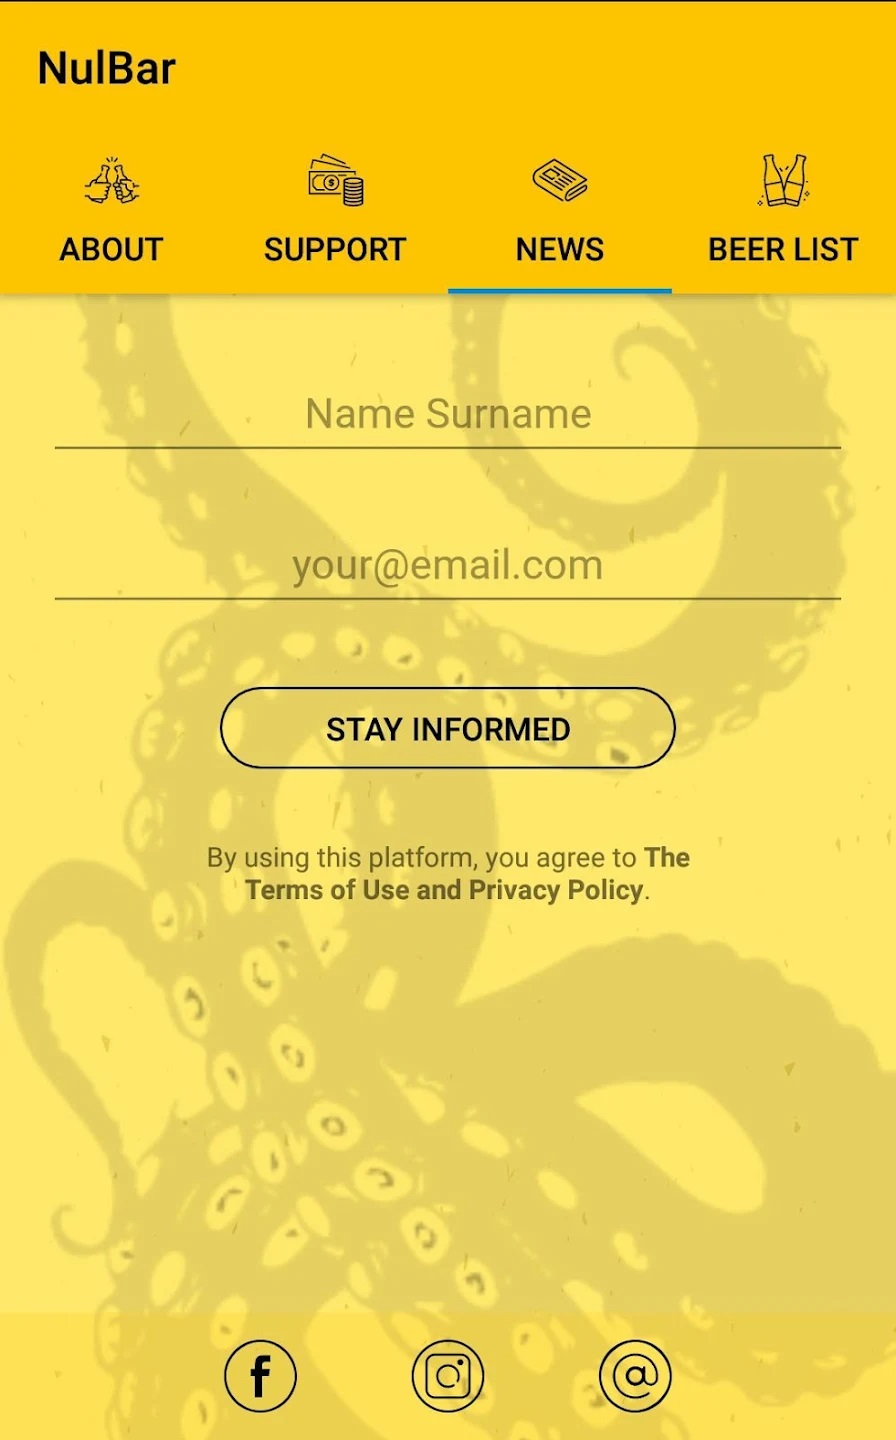 NulBar
ABOUT SUPPORT NEWS BEER LIST
Name Surname
your@email.com
STAY INFORMED
By using this platform, you agree to The
Terms of Use and Privacy Policy.